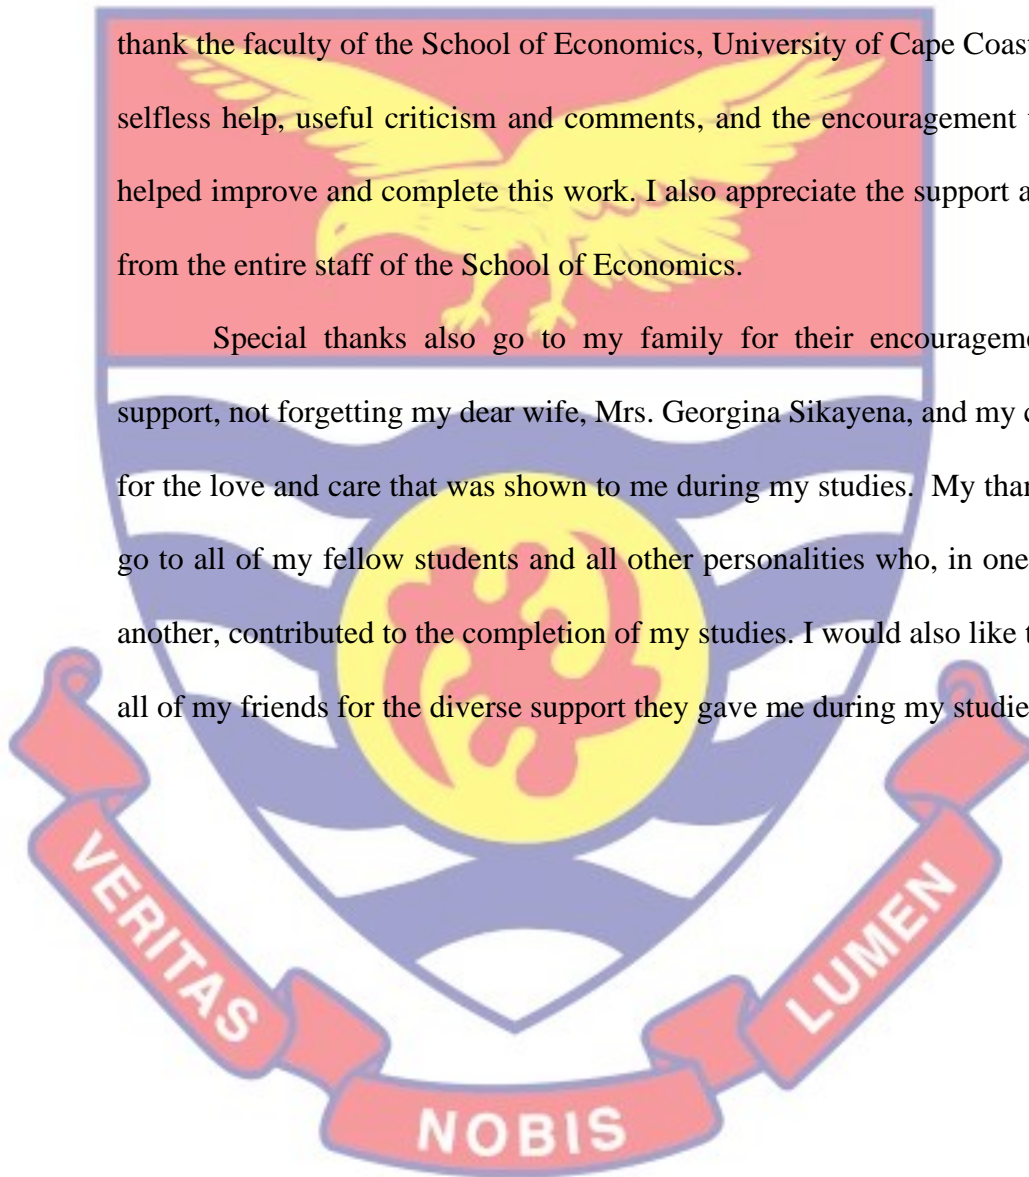 thank the faculty of the School of Economics, University of Cape Coast
selfless help, useful criticism and comments, and the encouragement
helped improve and complete this work. I also appreciate the support
from the entire staff of the School of Economics.
Special thanks also go to my family for their
support, not forgetting my dear wife, Mrs. Georgina Sikayena, and my
for the love and care that was shown to me during my studies. My
go to all of my fellow students and all other personalities who, in one
another, contributed to the completion of my studies. I would also like
all of my friends for the diverse support they gave me during my
VERITAS
NOBIS
LUMEN